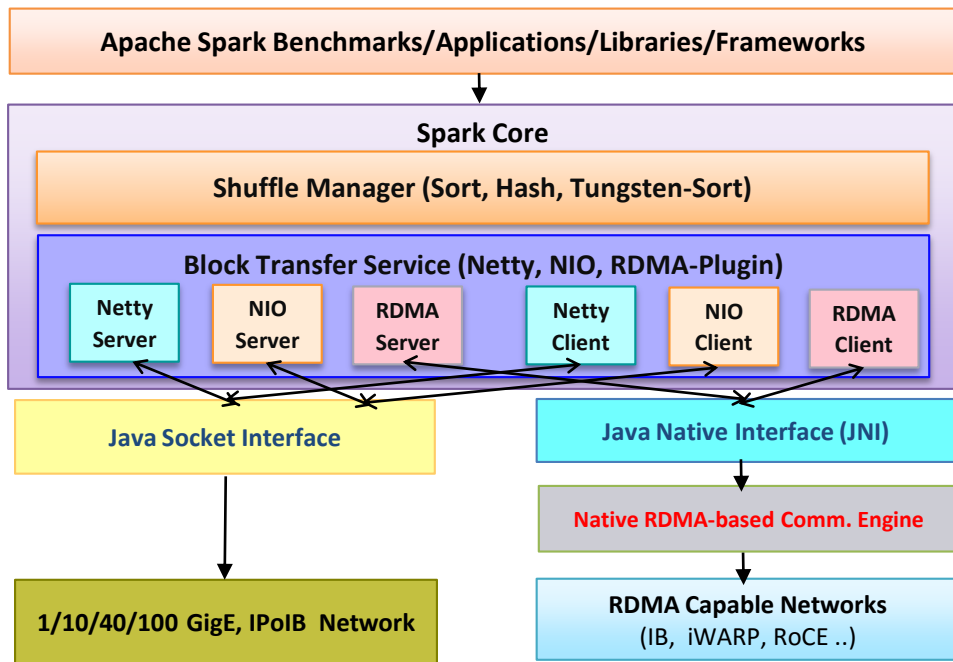 Apache Spark Benchmarks/Applications/Libraries/Frameworks
Spark Core
Shuffle Manager (Sort, Hash, Tungsten-Sort)
Block Transfer Service (Netty, NIO, RDMA-Plugin)
Netty
Server
NIO
Server
RDMA
Server
Netty
Client
NIO
Client
RDMA
Client
Java Socket Interface
Java Native Interface (JNI)
Native RDMA-based Comm. Engine
1/10/40/100 GigE, IPoIB Network
RDMA Capable Networks
(IB, iWARP, RoCE ..)